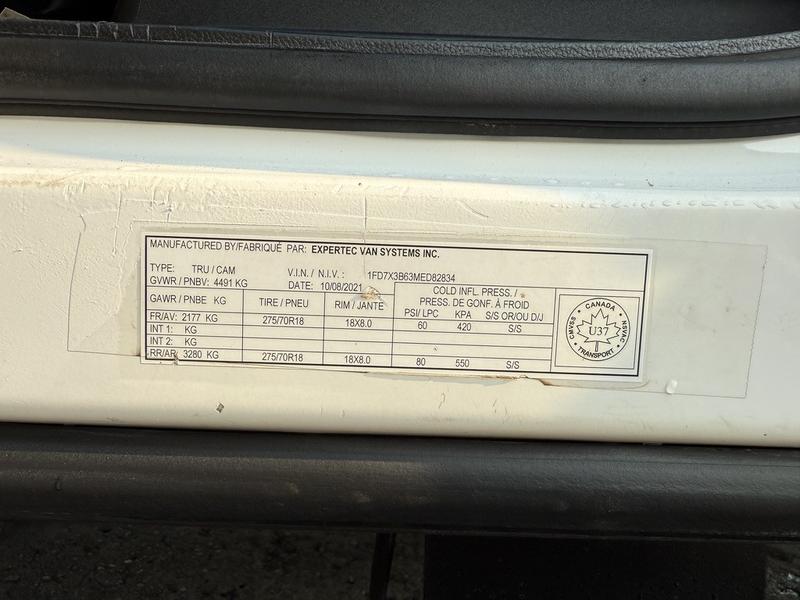 MANUFACTURED BY/FABRIQUÉ PAR: EXPERTEC VAN SYSTEMS INC.
TYPE: TRU / CAM V.I.N. / N.I.V. : 1FD7X3B63MED82834
GVWR / PNBV: 4491 KG DATE: 10/08/2021
GAWR / PNBE KG TIRE / PNEU RIM / JANTE COLD INFL. PRESS. /
PRESS. DE GONF. À FROID
PSI/ LPC KPA S/S OR/OU D/J
FR/AV: 2177 KG 275/70R18 18X8.0 60 420 S/S
INT 1: KG
INT 2: KG
RR/AR 3280 KG 275/70R18 18X8.0 80 550 S/S
CANADA
CMVSS
U37
NSVAC
TRANSPORT